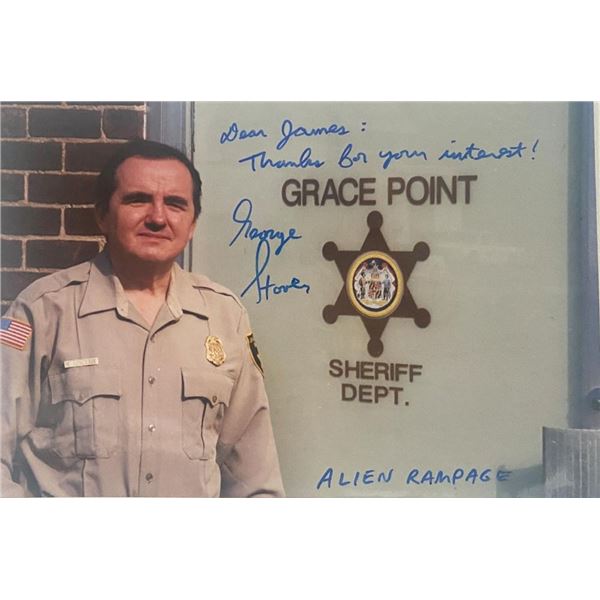 Dear James:
Thanks for your interest!
GRACE POINT
George
Stover
SHERIFF
DEPT.
ALIEN RAMPAGE